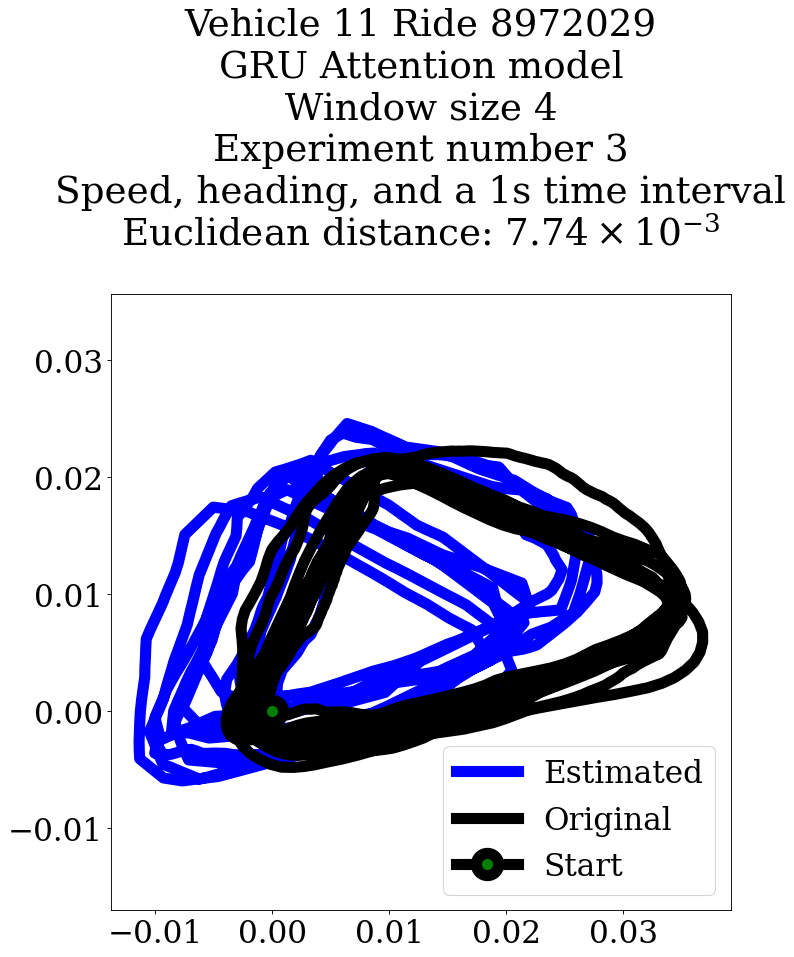 Vehicle 11 Ride 8972029
GRU Attention model
Window size 4
Experiment number 3
Speed, heading, and a 1s time interval
Euclidean distance: 7.74 × 10⁻³
0.03
0.02
0.01
0.00
−0.01
Estimated
Original
Start
−0.01 0.00 0.01 0.02 0.03